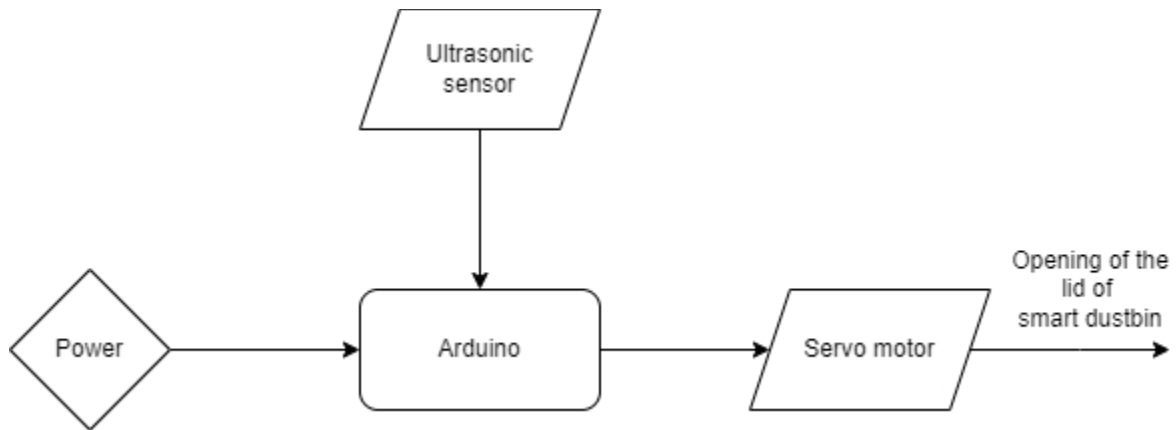 Ultrasonic
sensor
Power
Arduino
Servo motor
Opening of the
lid of
smart dustbin